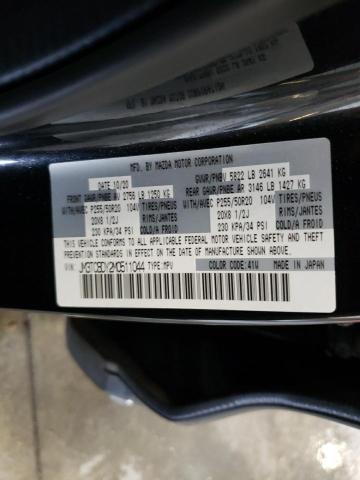 MFD. BY MAZDA MOTOR CORPORATION
DATE 10/20 GVWR/PNBV 5822 LB 2641 KG
FRONT GAWR/PNBE AV 2756 LB 1250 KG REAR GAWR/PNBE AR 3146 LB 1427 KG
WITH/AVEC P255/50R20 104V TIRES/PNEUS WITH/AVEC P255/50R20 104V TIRES/PNEUS
20X8 1/2J RIMS/JANTES 20X8 1/2J RIMS/JANTES
230 KPA/34 PSI COLD/A FROID 230 KPA/34 PSI COLD/A FROID
THIS VEHICLE CONFORMS TO ALL APPLICABLE FEDERAL MOTOR VEHICLE SAFETY, BUMPER,
AND THEFT PREVENTION STANDARDS IN EFFECT ON THE DATE OF
MANUFACTURE SHOWN ABOVE.
VEHICLE I.D. NO.: TYPE: MPV
COLOR CODE: 41W MADE IN JAPAN